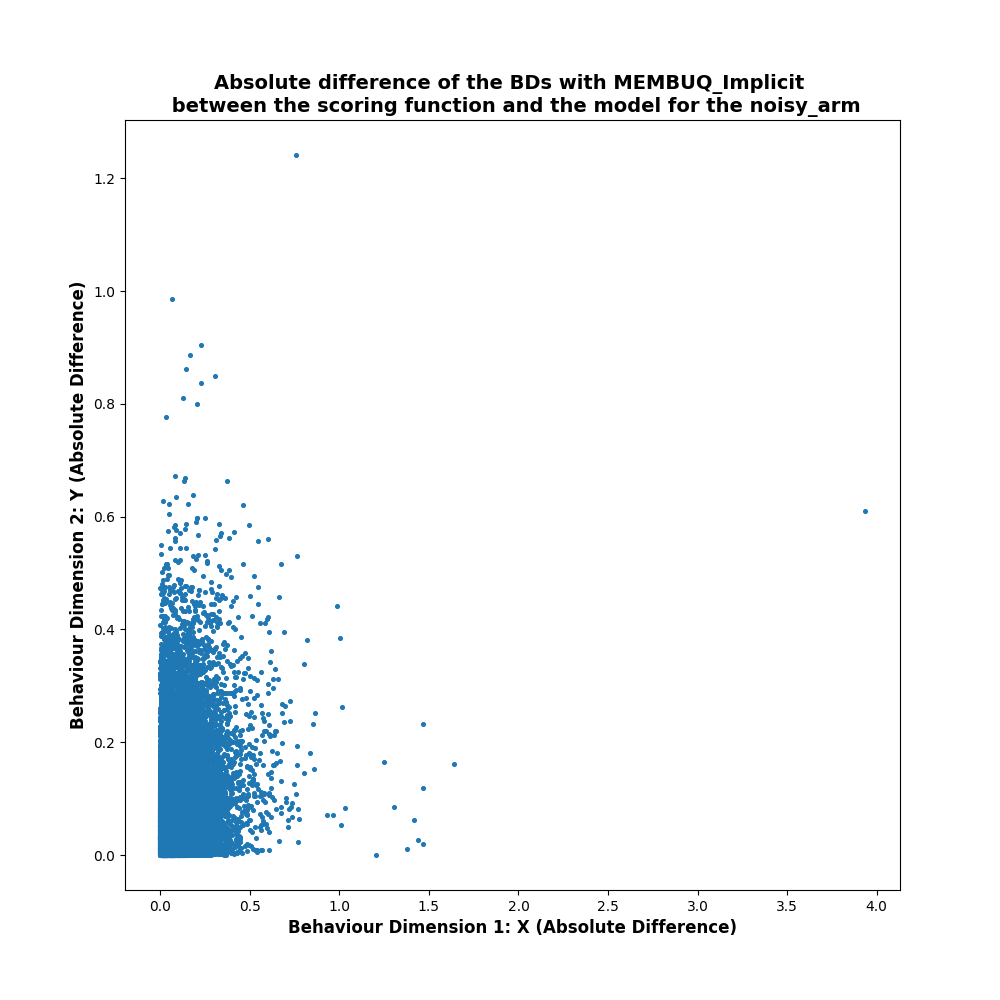 Absolute difference of the BDs with MEMBUQ_Implicit
between the scoring function and the model for the noisy_arm
1.2
1.0
0.8
0.6
0.4
0.2
0.0
Behaviour Dimension 2: Y (Absolute Difference)
0.0 0.5 1.0 1.5 2.0 2.5 3.0 3.5 4.0
Behaviour Dimension 1: X (Absolute Difference)